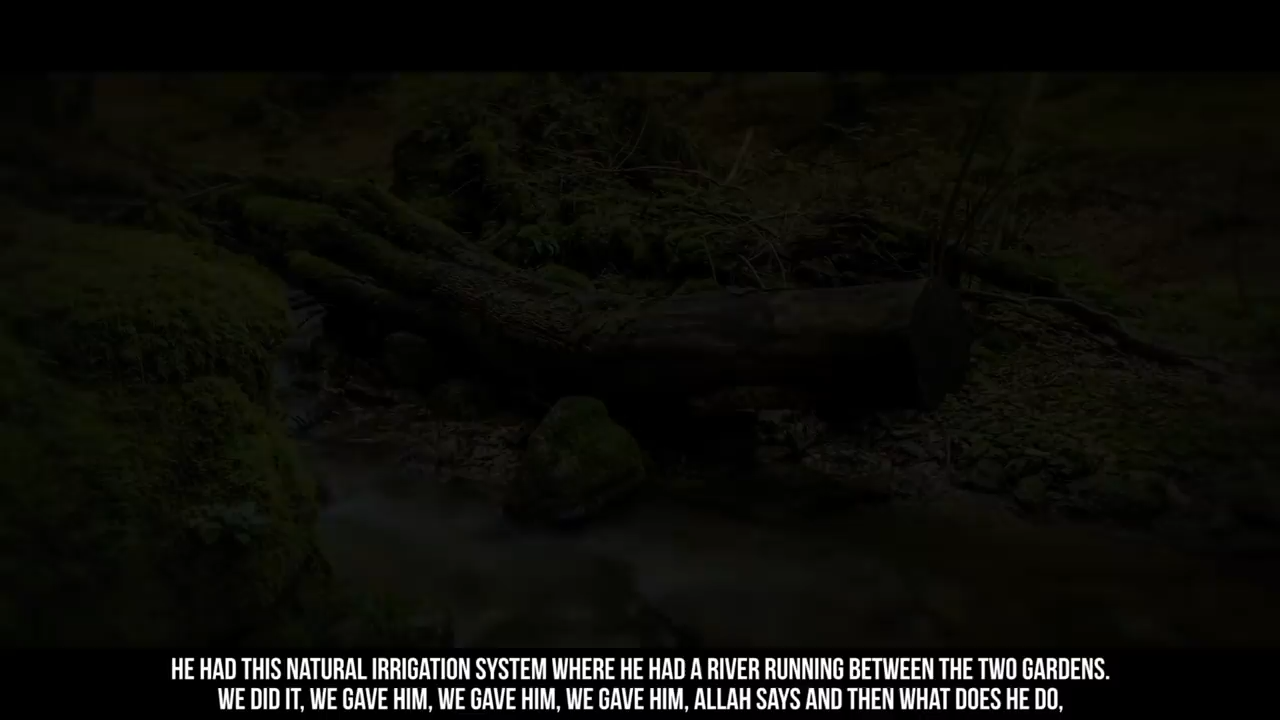 HE HAD THIS NATURAL IRRIGATION SYSTEM WHERE HE HAD A RIVER RUNNING BETWEEN THE TWO GARDENS.
WE DID IT, WE GAVE HIM, WE GAVE HIM, WE GAVE HIM, ALLAH SAYS AND THEN WHAT DOES HE DO,